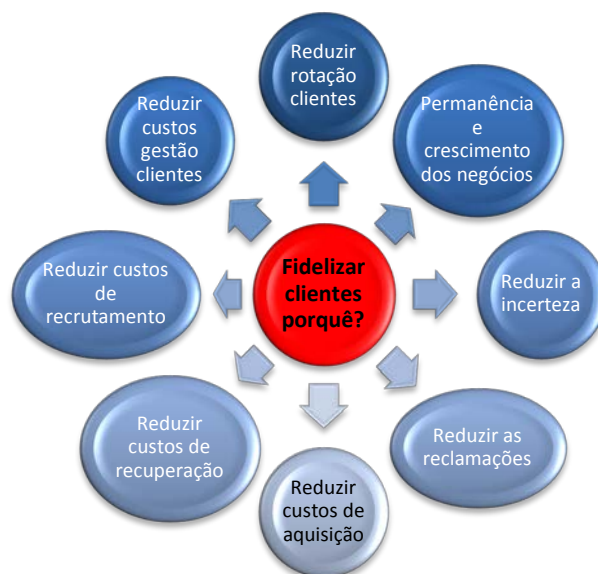 Reduzir
rotação
clientes
Permanência
e
crescimento
dos negócios
Reduzir a
incerteza
Reduzir as
reclamações
Reduzir
custos de
aquisição
Reduzir
custos de
recuperação
Reduzir custos
de
recrutamento
Reduzir
custos
gestão
clientes
Fidelizar
clientes
porquê?